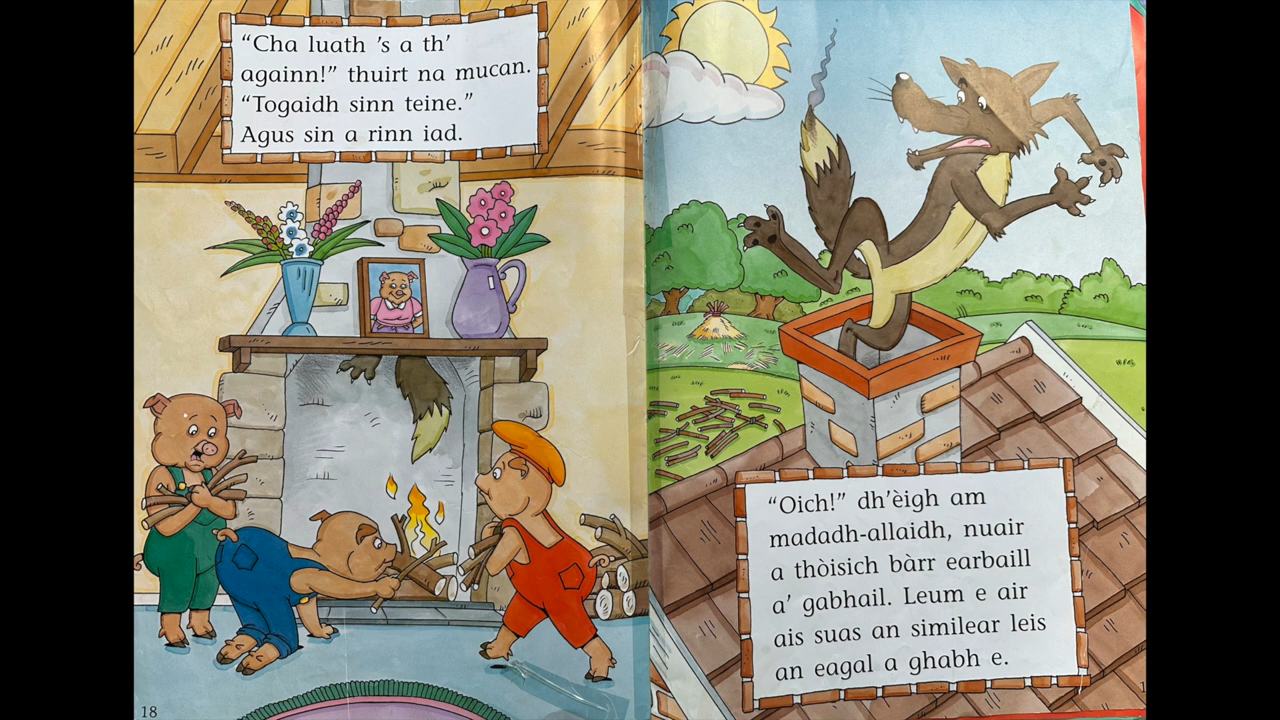 “Cha luath ’s a th’
againn!” thuirt na mucan.
“Togaidh sinn teine.”
Agus sin a rinn iad.
18
“Oich!” dh’èigh am
madadh-allaidh, nuair
a thòisich bàrr earbaill
a’ gabhail. Leum e air
ais suas an similear leis
an eagal a ghabh e.